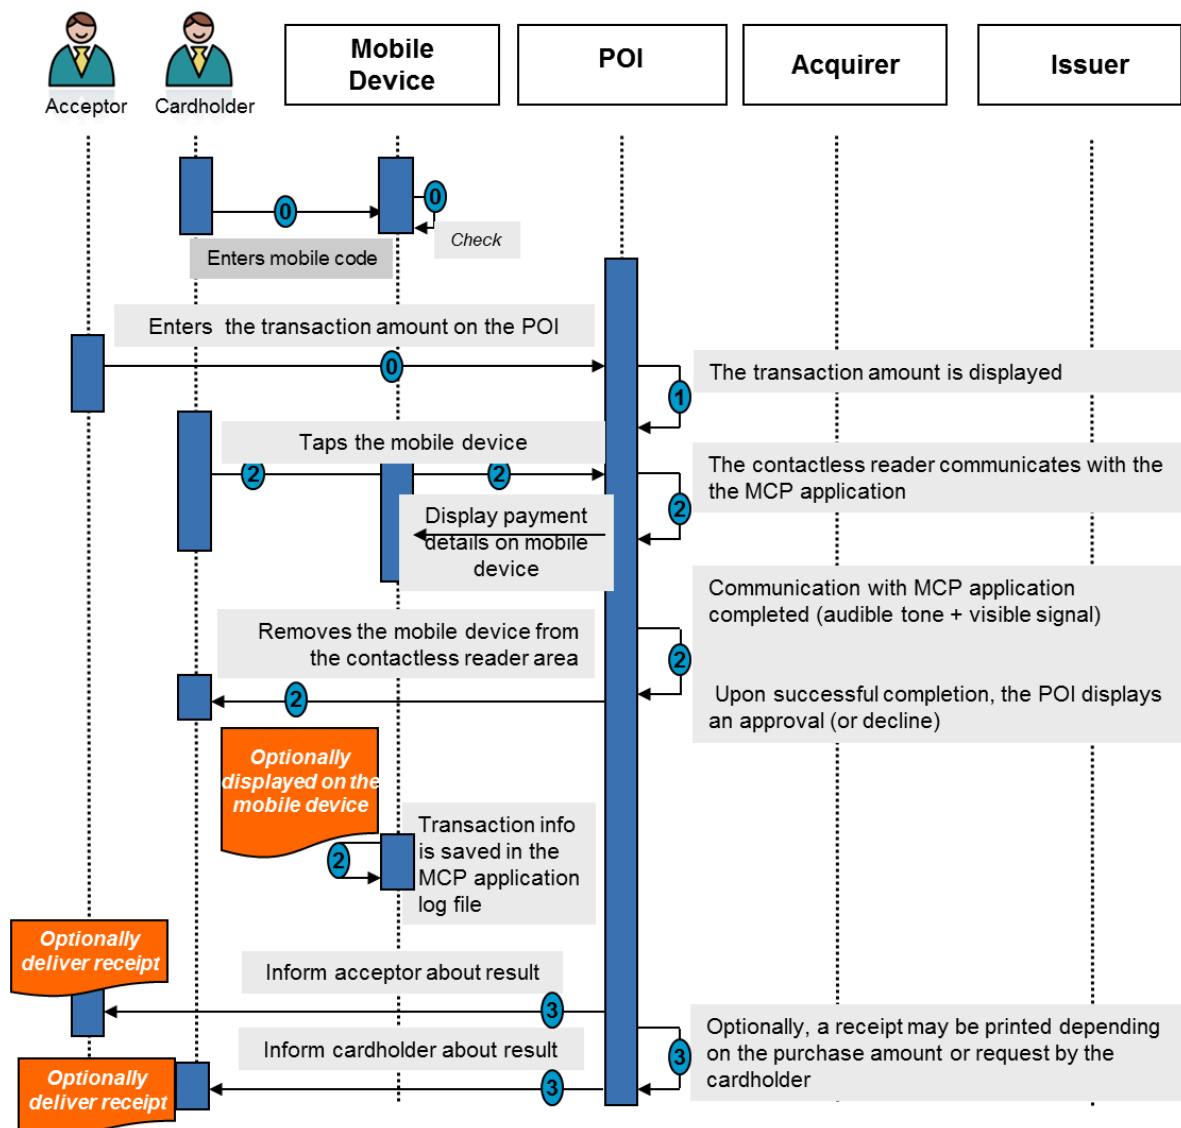 Acceptor
Cardholder
Mobile
Device
POI
Acquirer
Issuer
0
0
Check
Enters mobile code
Enters the transaction amount on the POI
0
1
The transaction amount is displayed
Taps the mobile device
2
2
The contactless reader communicates with the
the MCP application
2
Display payment
details on mobile
device
Communication with MCP application
completed (audible tone + visible signal)
Removes the mobile device from
the contactless reader area
2
2
Upon successful completion, the POI displays
an approval (or decline)
Optionally
displayed on the
mobile device
Transaction info
is saved in the
MCP application
log file
2
Optionally
deliver receipt
Inform acceptor about result
3
Optionally, a receipt may be printed depending
on the purchase amount or request by the
cardholder
3
Inform cardholder about result
3
Optionally
deliver receipt